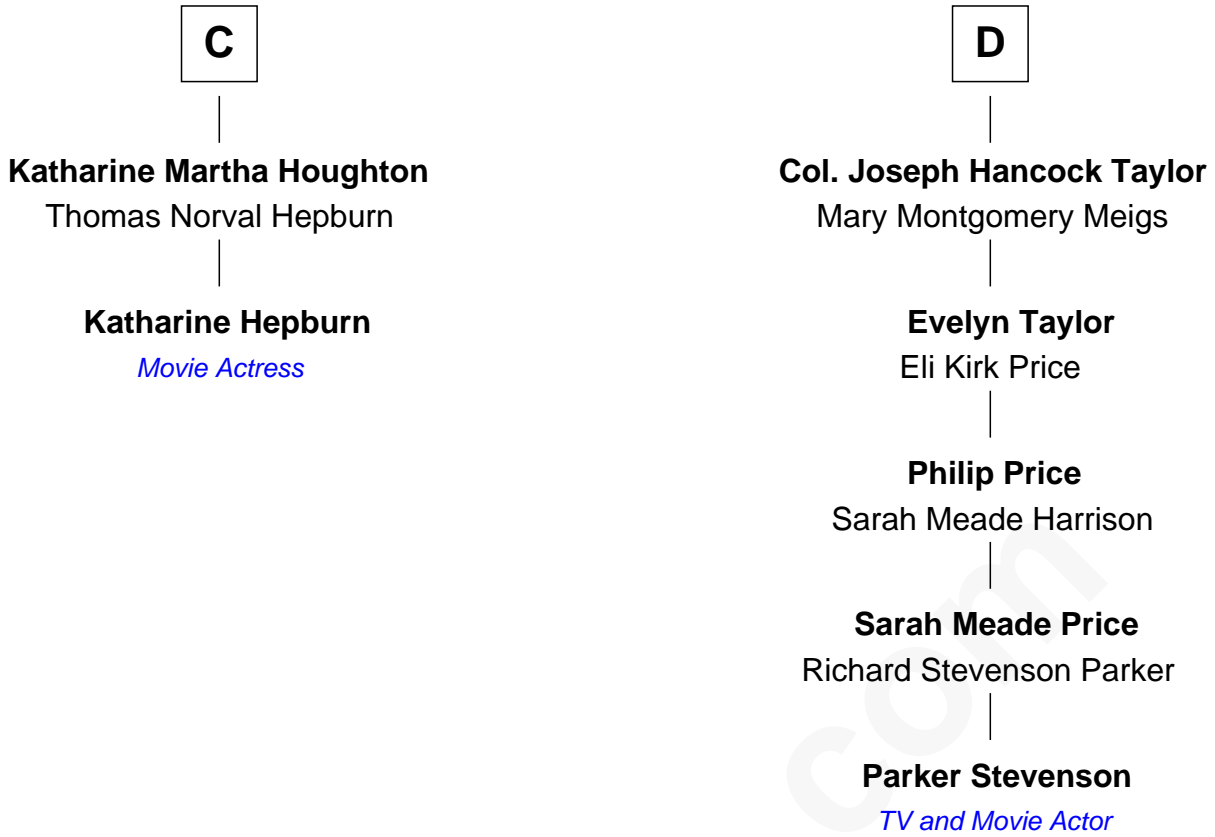 C
Katharine Martha Houghton
Thomas Norval Hepburn
Katharine Hepburn
Movie Actress
D
Col. Joseph Hancock Taylor
Mary Montgomery Meigs
Evelyn Taylor
Eli Kirk Price
Philip Price
Sarah Meade Harrison
Sarah Meade Price
Richard Stevenson Parker
Parker Stevenson
TV and Movie Actor
com